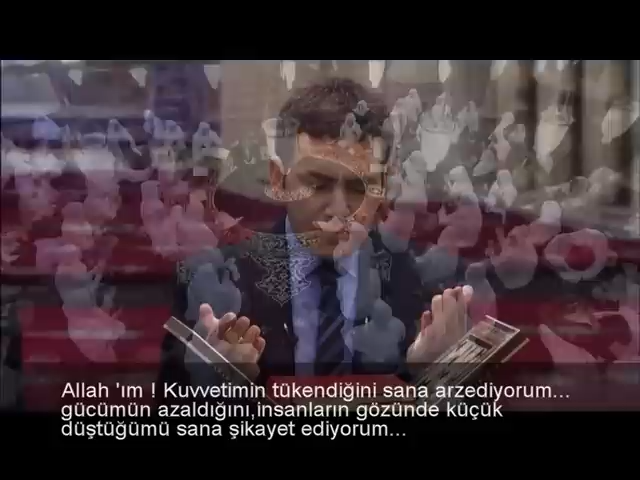 Allah 'ım ! Kuvvetimin tükendiğini sana arzediyorum...
gücümün azaldığını,insanların gözünde küçük
düştüğümü sana şikayet ediyorum...